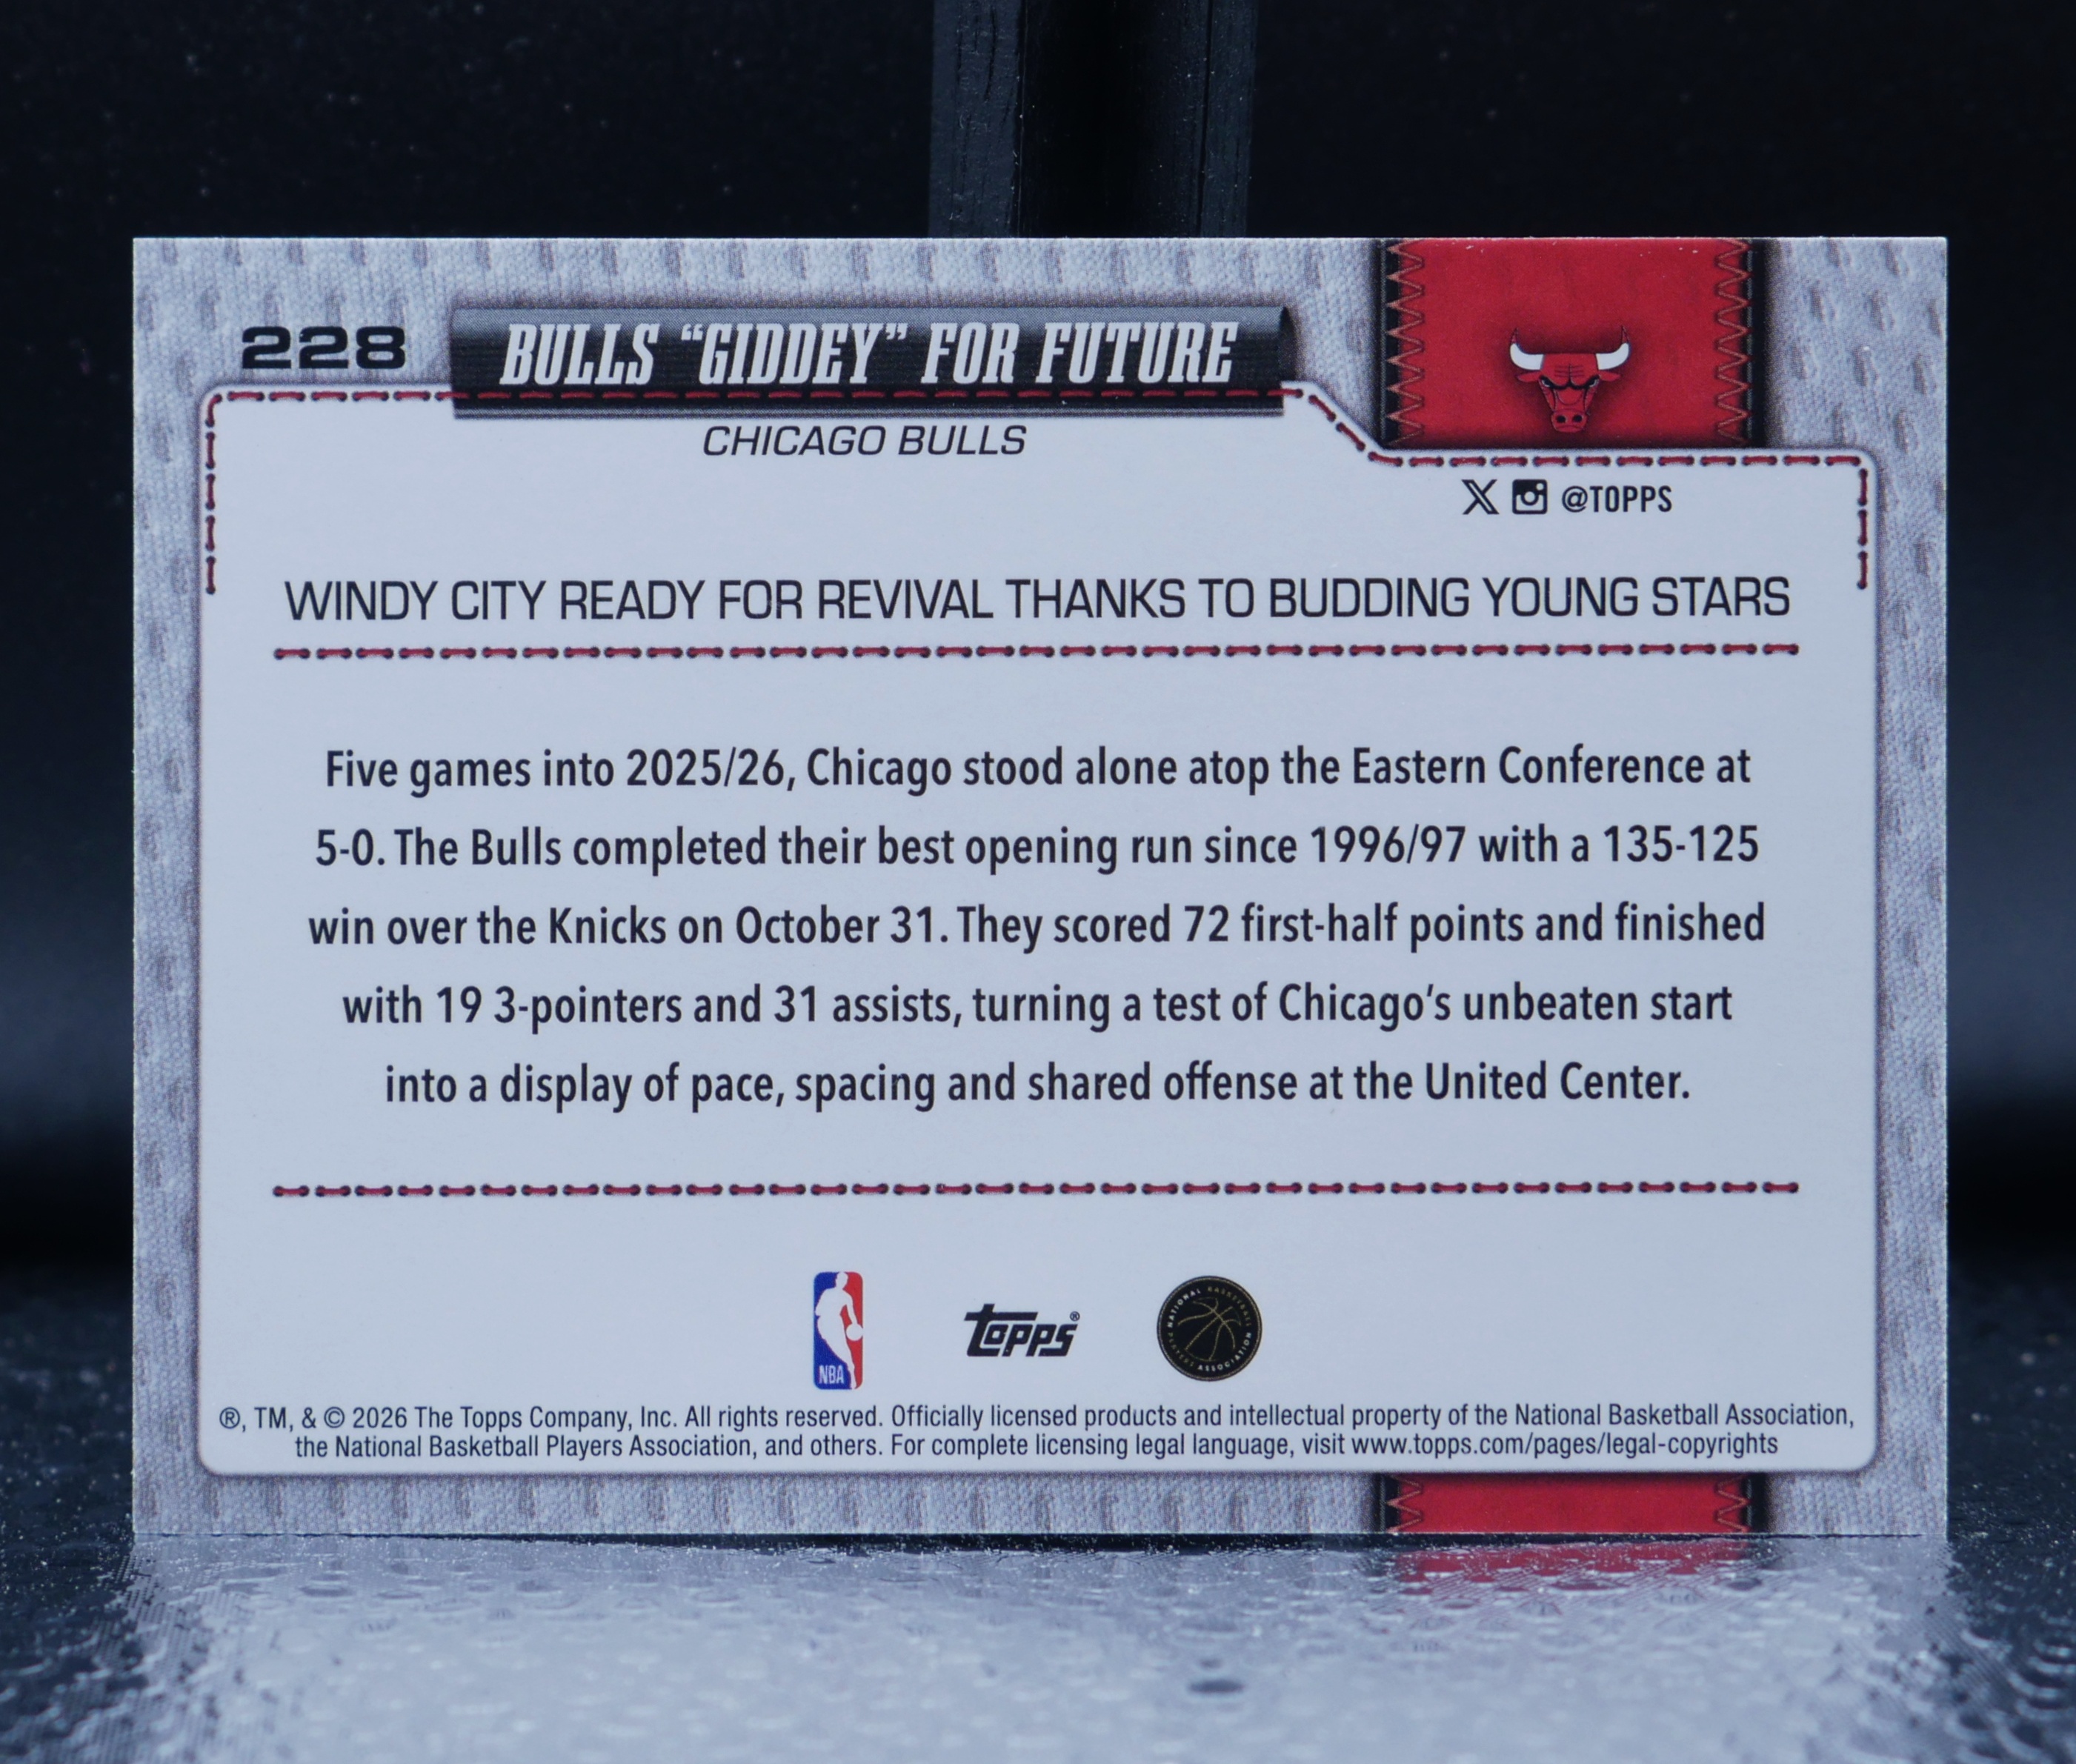 228
BULLS “GIDDEY” FOR FUTURE
CHICAGO BULLS
@TOPPS
WINDY CITY READY FOR REVIVAL THANKS TO BUDDING YOUNG STARS
Five games into 2025/26, Chicago stood alone atop the Eastern Conference at
5-0. The Bulls completed their best opening run since 1996/97 with a 135-125
win over the Knicks on October 31. They scored 72 first-half points and finished
with 19 3-pointers and 31 assists, turning a test of Chicago’s unbeaten start
into a display of pace, spacing and shared offense at the United Center.
NBA
TOPPS®
NATIONAL BASKETBALL PLAYERS ASSOCIATION
®, TM, & © 2026 The Topps Company, Inc. All rights reserved. Officially licensed products and intellectual property of the National Basketball Association,
the National Basketball Players Association, and others. For complete licensing legal language, visit www.topps.com/pages/legal-copyrights